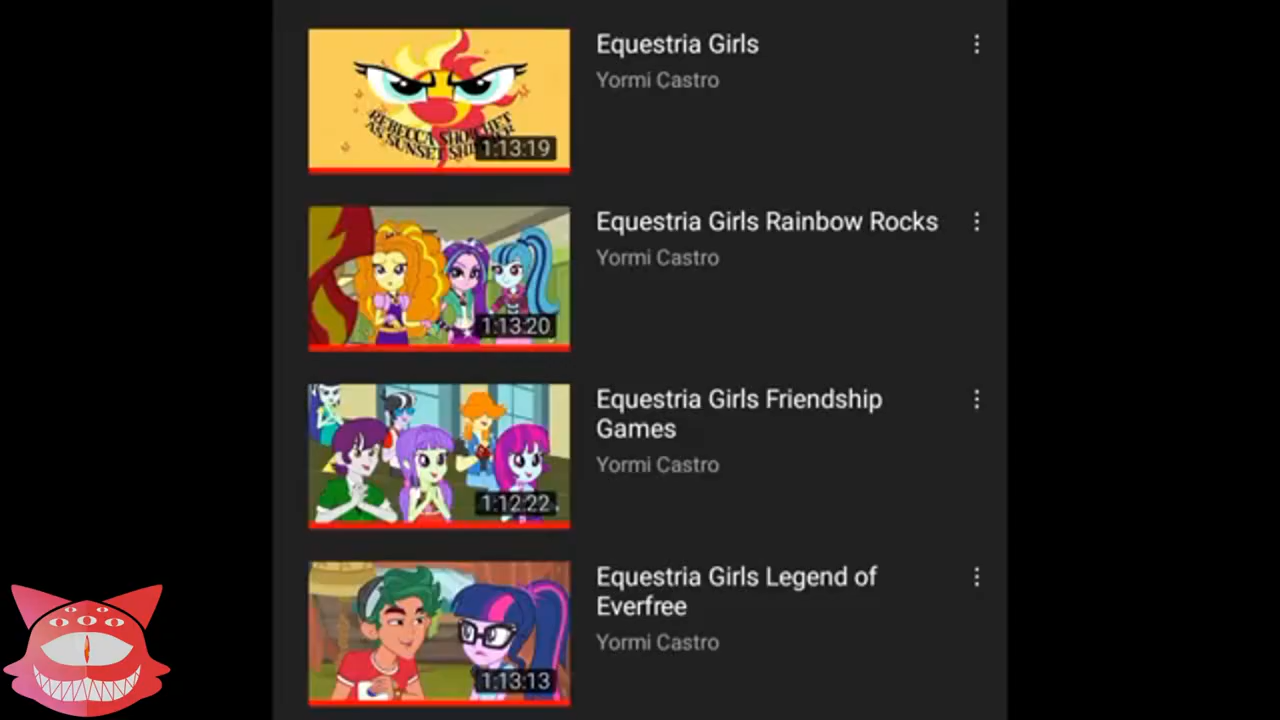 Equestria Girls
Yormi Castro
REBECCA SHOICHET
AS SUNSET
1:13:19
Equestria Girls Rainbow Rocks
Yormi Castro
1:13:20
Equestria Girls Friendship
Games
Yormi Castro
1:12:22
Equestria Girls Legend of
Everfree
Yormi Castro
1:13:13